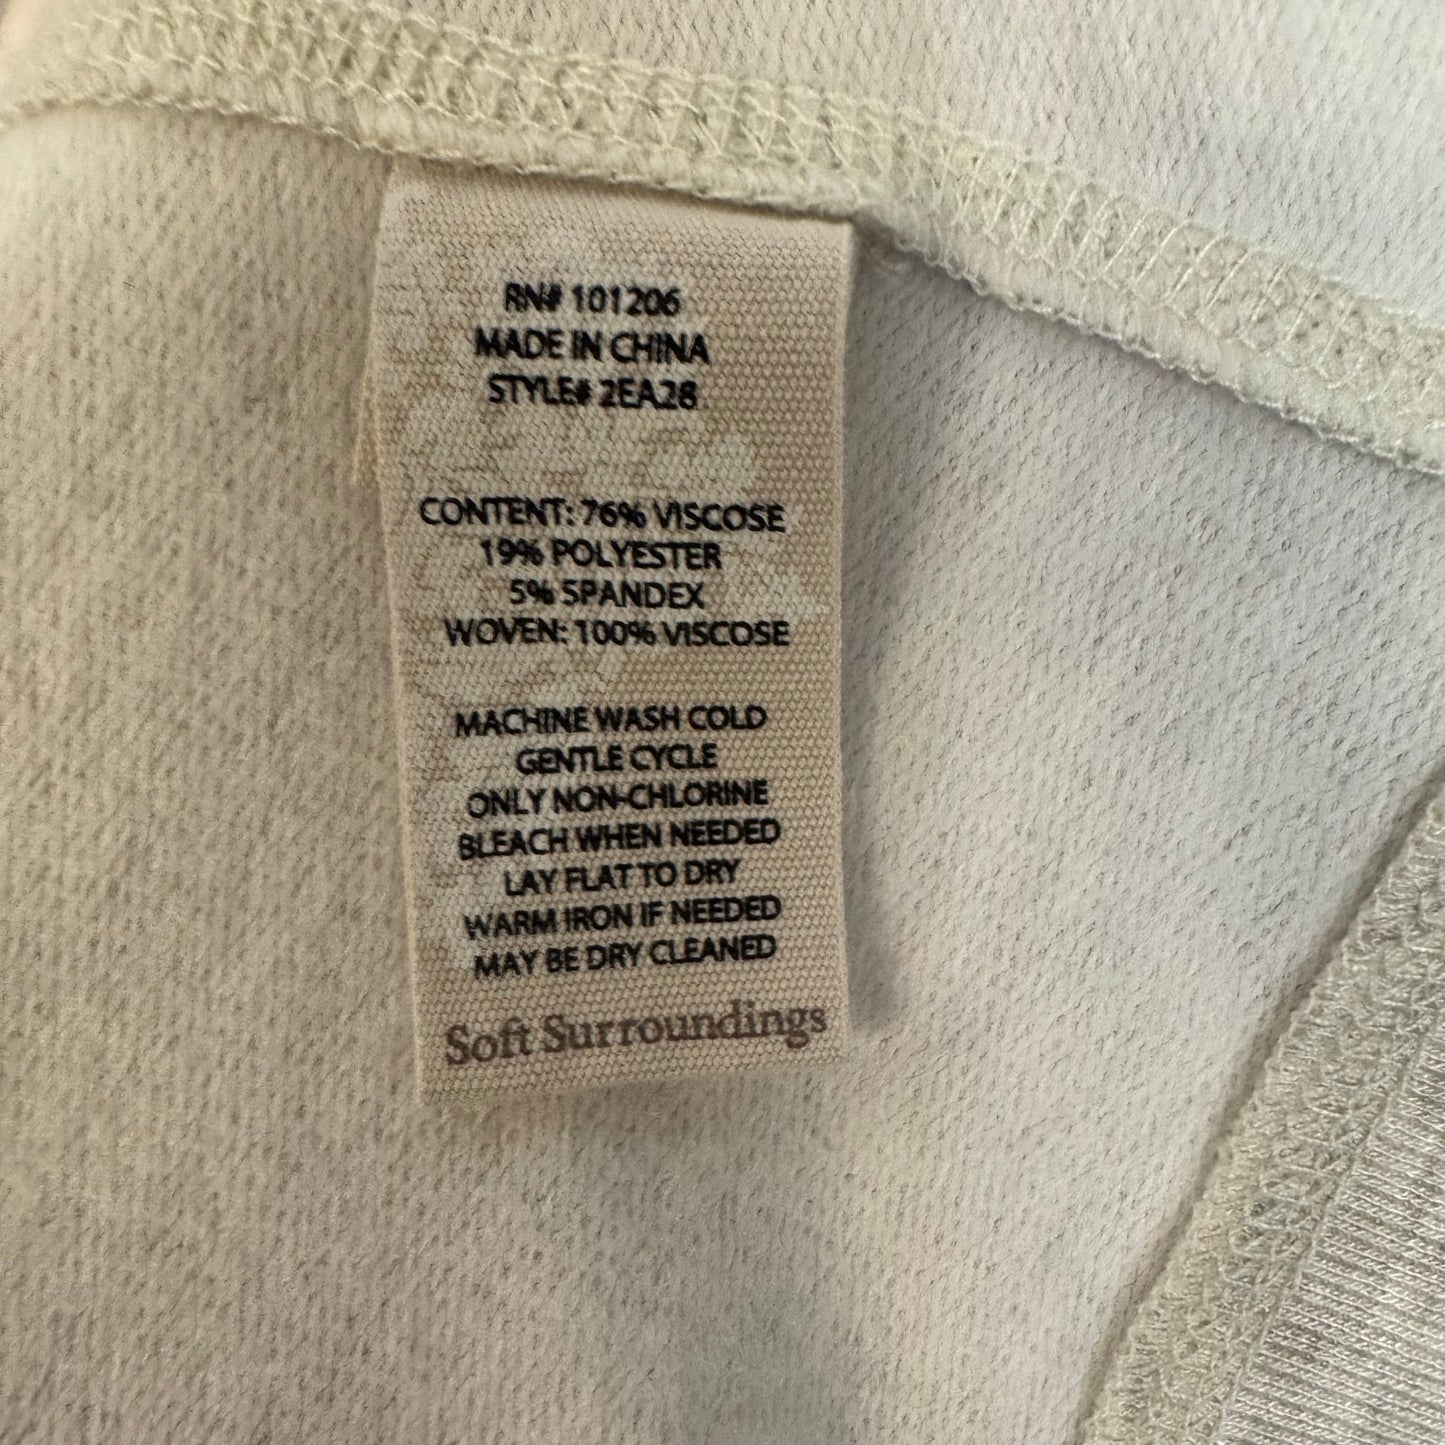 RN# 101206
MADE IN CHINA
STYLE# 2EA28
CONTENT: 76% VISCOSE
19% POLYESTER
5% SPANDEX
WOVEN: 100% VISCOSE
MACHINE WASH COLD
GENTLE CYCLE
ONLY NON-CHLORINE
BLEACH WHEN NEEDED
LAY FLAT TO DRY
WARM IRON IF NEEDED
MAY BE DRY CLEANED
Soft Surroundings